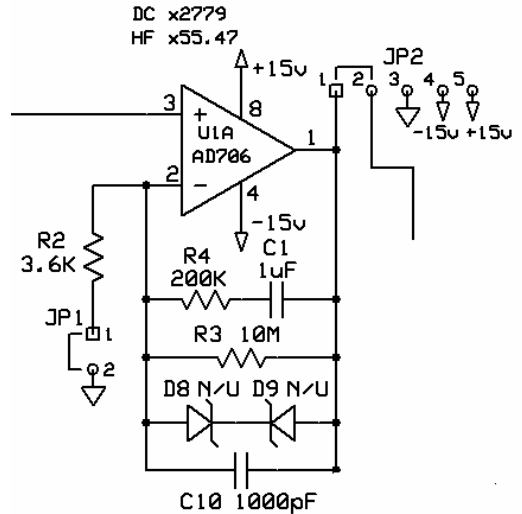 DC x2779
HF x55.47
JP2
+15v
1 2 3 4 5
3
8
+
U1A
1
-15v +15v
AD706
2
-
4
-15v
R2
3.6K
C1
R4
1uF
200K
JP1
1
R3 10M
2
D8 N/U D9 N/U
C10 1000pF